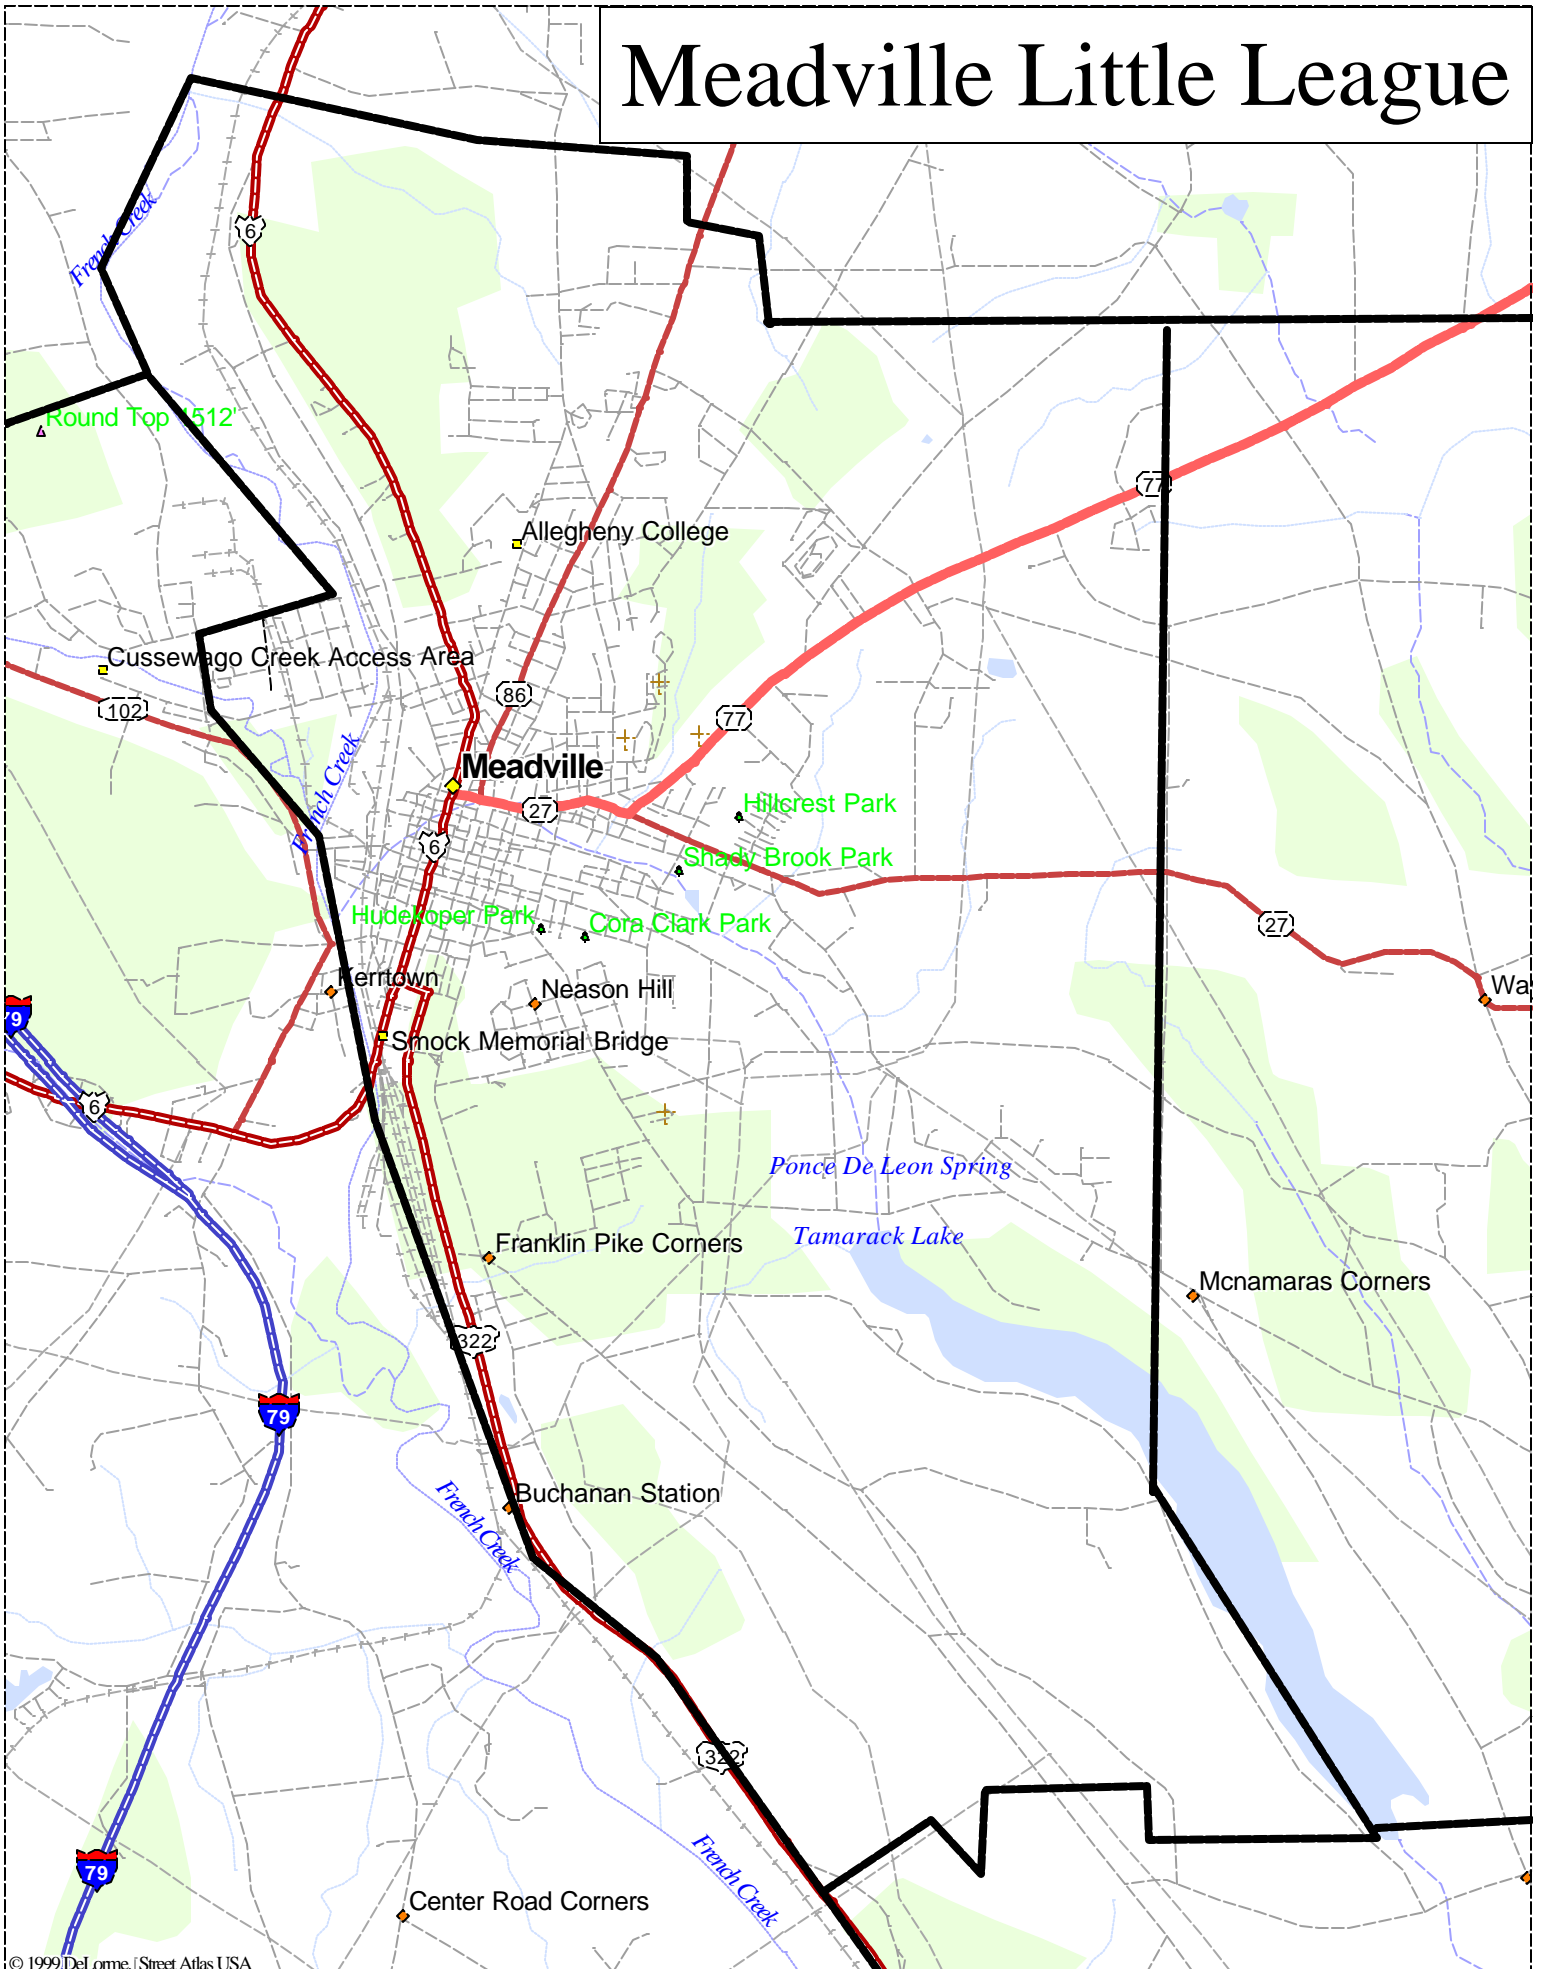 Meadville Little League
French Creek
6
Round Top 1512'
77
Allegheny College
Cussewago Creek Access Area
86
102
77
French Creek
Meadville
27
Hillcrest Park
6
Shady Brook Park
Hudekoper Park
Cora Clark Park
27
Kerrtown
Neason Hill
Wa
79
Smock Memorial Bridge
6
Ponce De Leon Spring
Tamarack Lake
Franklin Pike Corners
Mcnamaras Corners
322
79
Buchanan Station
French Creek
322
French Creek
79
Center Road Corners
© 1999 DeLorme. Street Atlas USA